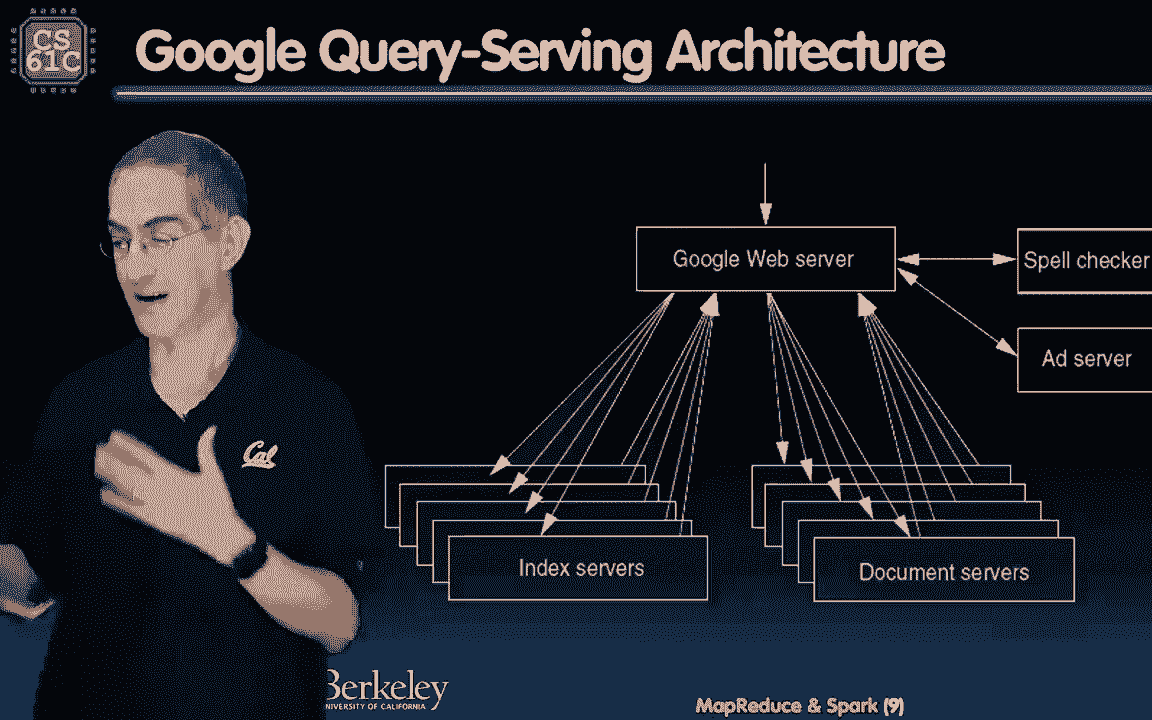 CS
61C
Google Query-Serving Architecture
Google Web server
Spell checker
Ad server
Index servers
Document servers
Cal
Berkeley
UNIVERSITY OF CALIFORNIA
MapReduce & Spark (9)